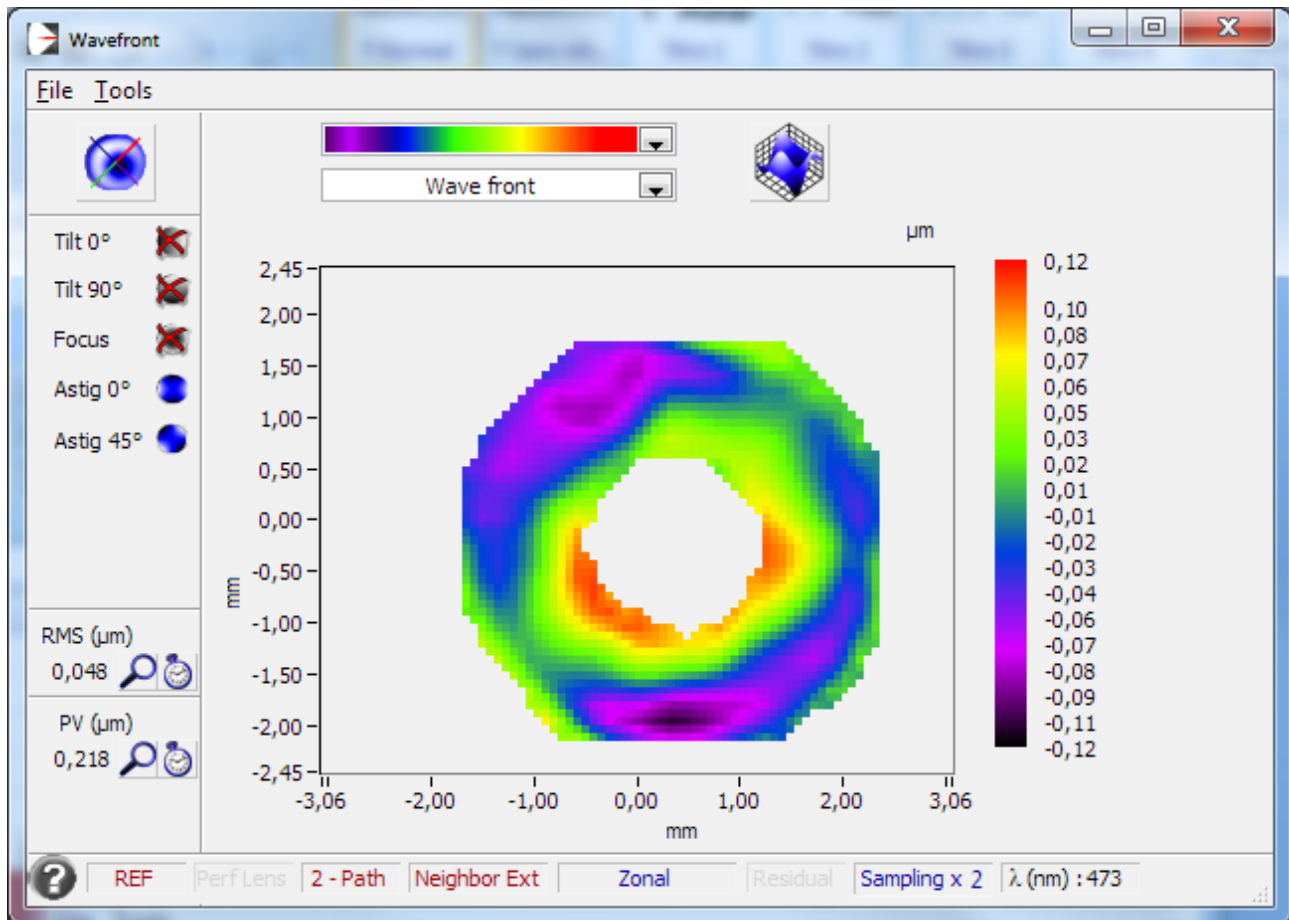 Wavefront
File Tools
Wave front
Tilt 0°
Tilt 90°
Focus
Astig 0°
Astig 45°
RMS (µm)
0,048
PV (µm)
0,218
µm
2,45
2,00
1,50
1,00
0,50
0,00
-0,50
-1,00
-1,50
-2,00
-2,45
mm
-3,06 -2,00 -1,00 0,00 1,00 2,00 3,06
mm
0,12
0,10
0,08
0,07
0,06
0,05
0,03
0,02
0,01
-0,01
-0,02
-0,03
-0,04
-0,06
-0,07
-0,08
-0,09
-0,11
-0,12
? REF Perf Lens 2 - Path Neighbor Ext Zonal Residual Sampling x 2 λ (nm) : 473